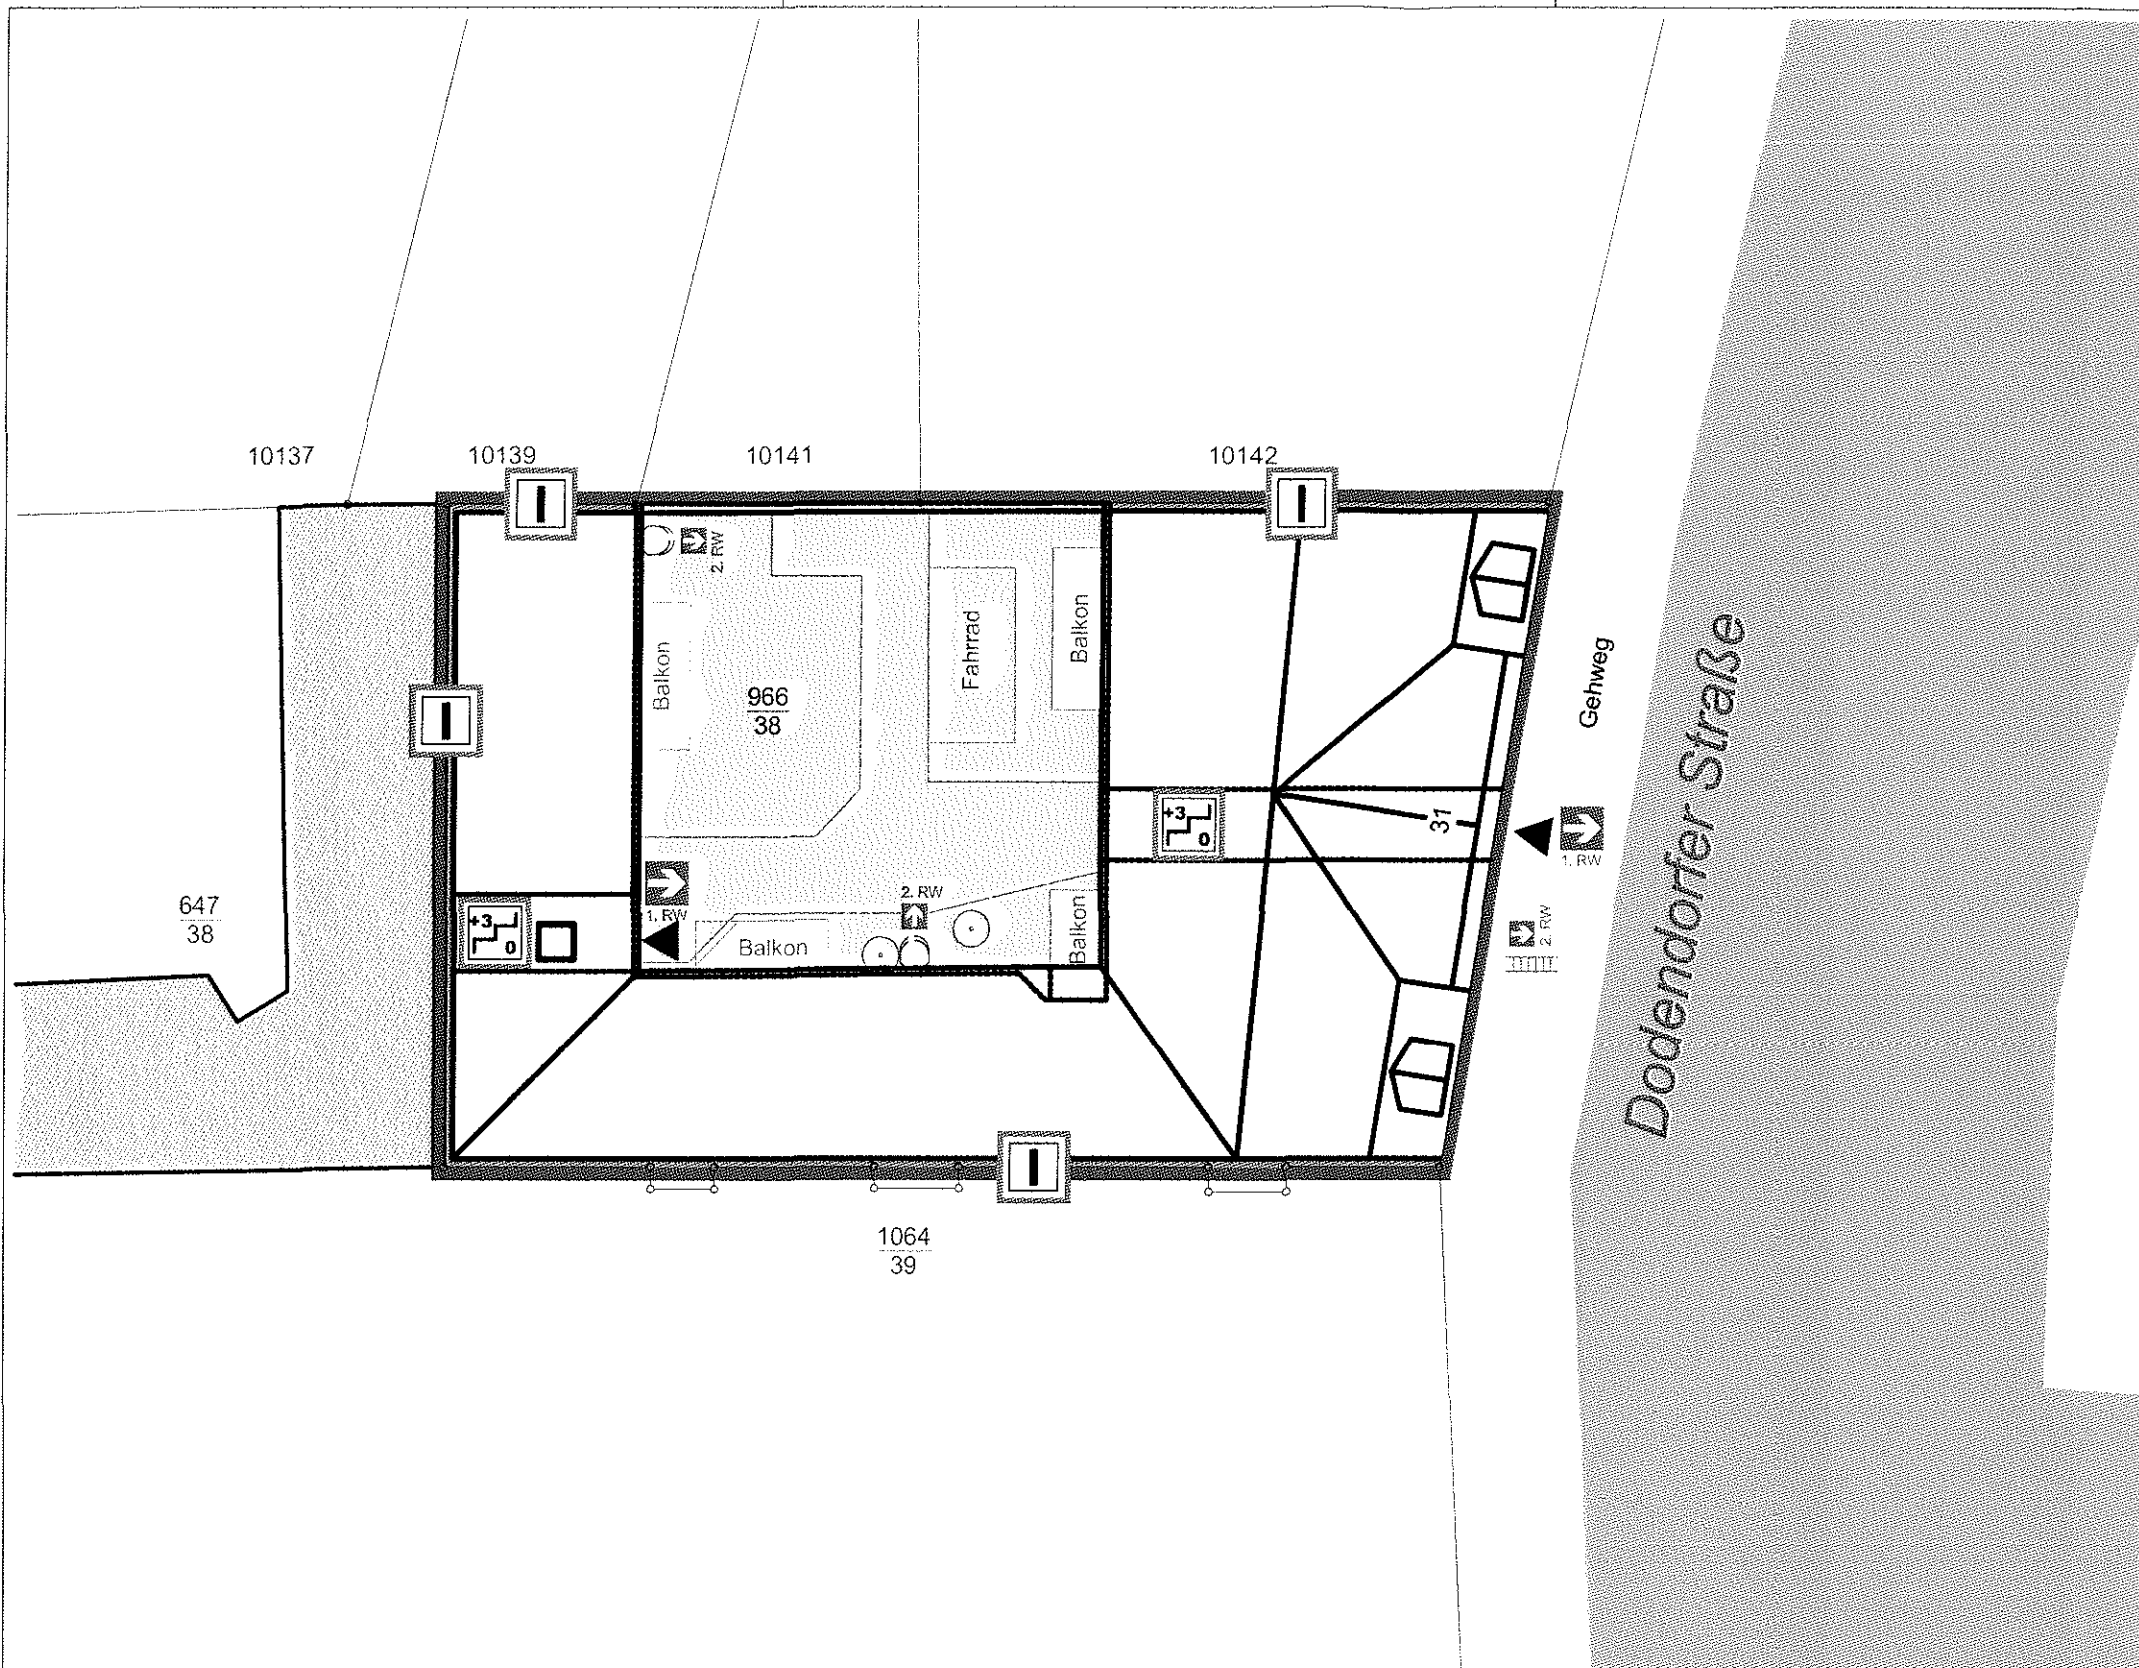 10137
10139
10141
10142
2. RW
Balkon
966
38
Fahrrad
Balkon
Gehweg
Dodendorfer Straße
+3
0
31
1. RW
647
38
+3
0
1. RW
2. RW
Balkon
Balkon
2. RW
1064
39